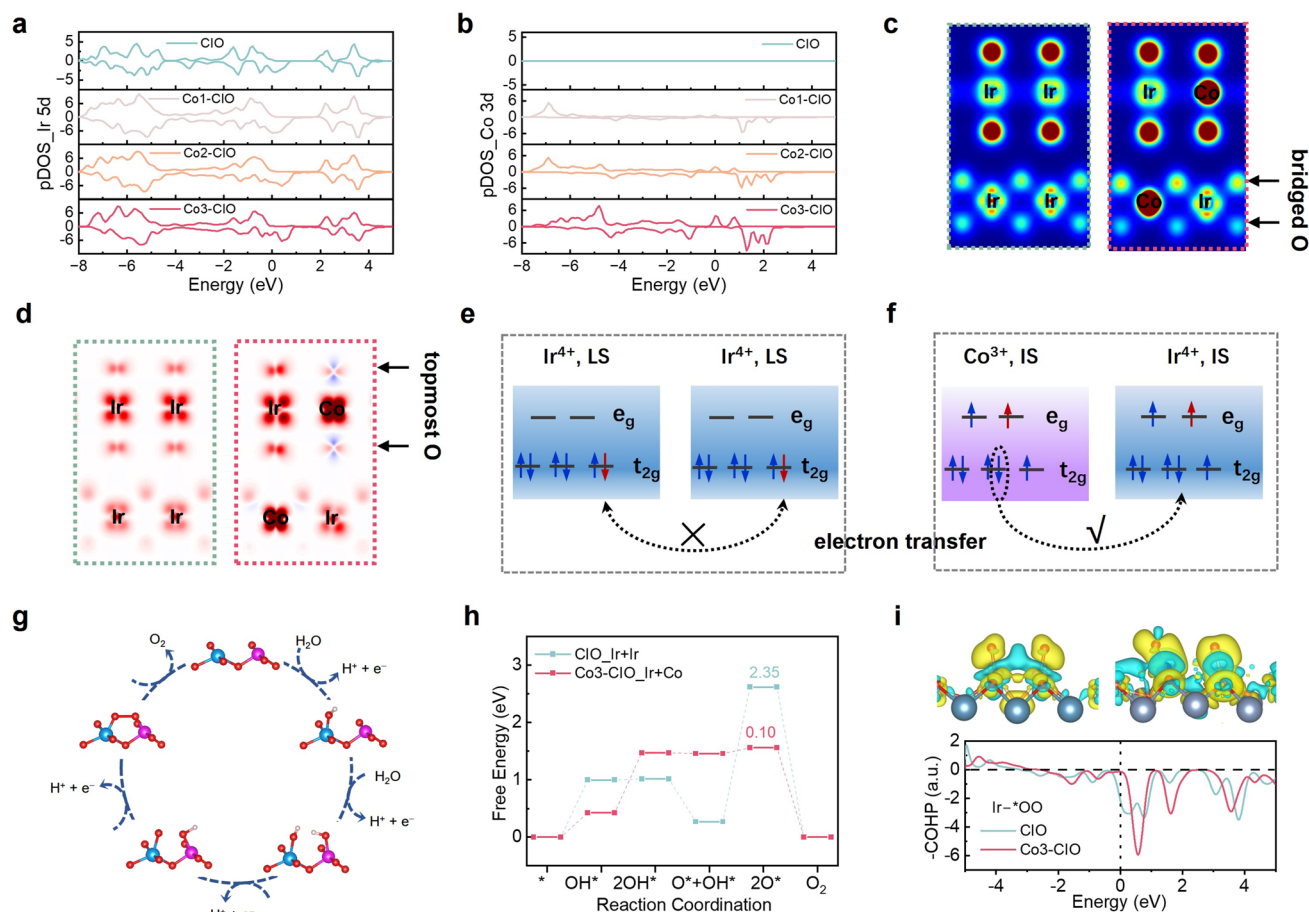 a
pDOS_Ir 5d
5
0
−5
CIO
6
0
−6
Co1-CIO
6
0
−6
Co2-CIO
6
0
−6
Co3-CIO
−8 −6 −4 −2 0 2 4
Energy (eV)
b
pDOS_Co 3d
5
0
−5
CIO
6
0
−6
Co1-CIO
6
0
−6
Co2-CIO
6
0
−6
Co3-CIO
−8 −6 −4 −2 0 2 4
Energy (eV)
c
Ir Ir Ir Co
Ir Ir Co Ir
bridged O
d
Ir Ir Ir Co
Ir Ir Co Ir
topmost O
e
Ir4+, LS Ir4+, LS
eg
t2g
electron transfer
f
Co3+, IS Ir4+, IS
eg
t2g
√
g
O2
H2O
H+ + e−
H2O
H+ + e−
H+ + e−
h
Free Energy (eV)
3
2
1
0
CIO_Ir+Ir
Co3-CIO_Ir+Co
2.35
0.10
* OH* 2OH* O*+OH* 2O* O2
Reaction Coordination
i
-COHP (a.u.)
2
0
-2
-4
-6
Ir−*OO
CIO
Co3-CIO
-4 -2 0 2 4
Energy (eV)